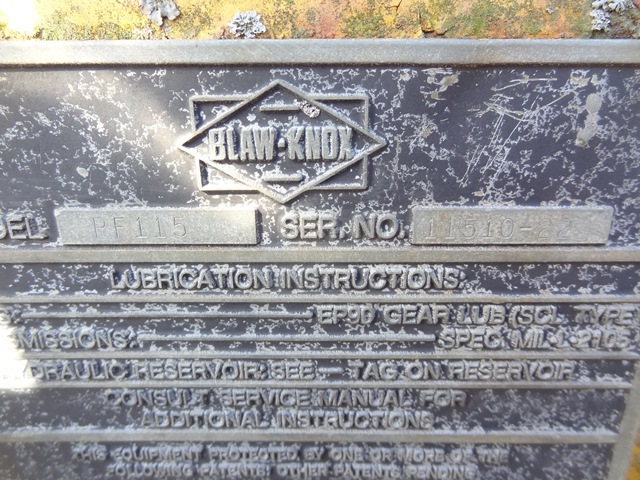 BLAW-KNOX
DEL PF115 SER. NO. 11510-22
LUBRICATION INSTRUCTIONS:
EP90 GEAR LUB (SCL TYPE)
MISSIONS: SPEC. MIL-L-2105
DRAULIC RESERVOIR: SEE - TAG ON RESERVOIR
CONSULT SERVICE MANUAL FOR
ADDITIONAL INSTRUCTIONS
THIS EQUIPMENT PROTECTED BY ONE OR MORE OF THE
FOLLOWING PATENTS: OTHER PATENTS PENDING